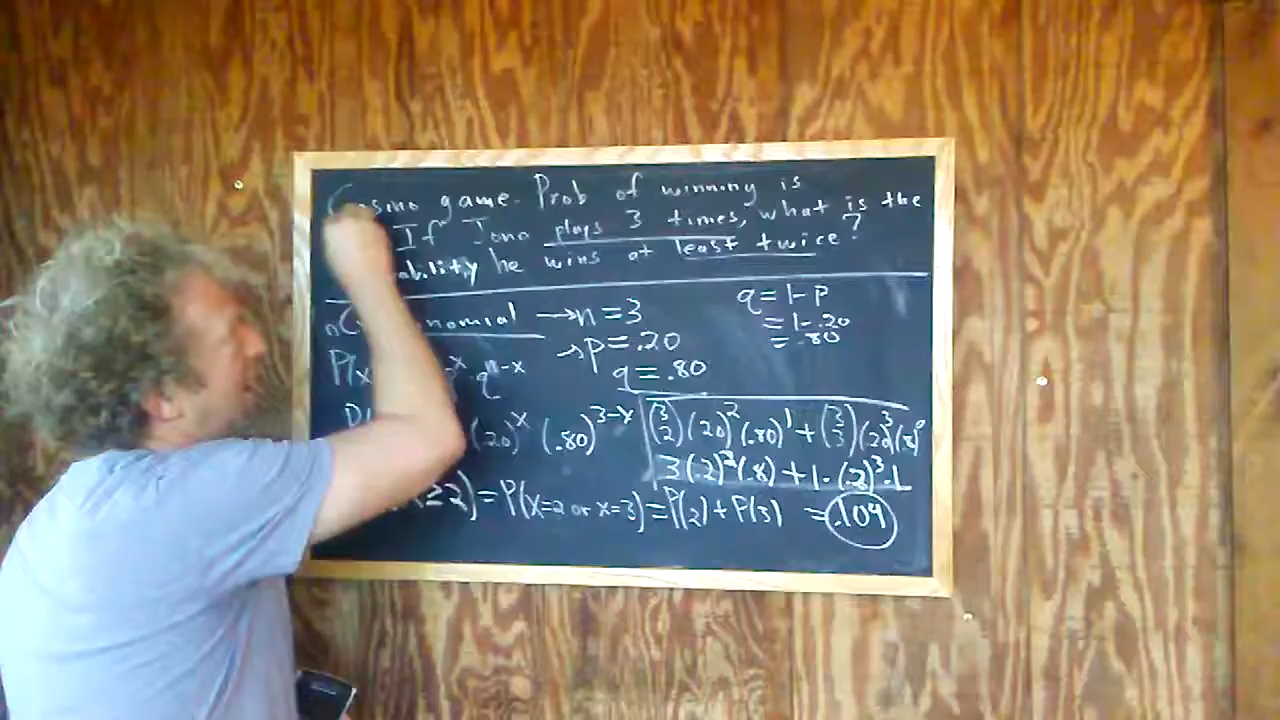 Casino game. Prob of winning is
If Jono plays 3 times, what is the
ability he wins at least twice?
nomial → n = 3
→ p = .20
q = .80
q = 1 - p
= 1 - .20
= .80
P(x q^{n-x}
(.20)^x (.80)^{3-x}
(3 2)(.20)^2(.80)^1 + (3 3)(.20)^3(.8)^0
3(.2)^2(.8) + 1·(.2)^3·1
≥2) = P(x=2 or x=3) = P(2) + P(3) = .104